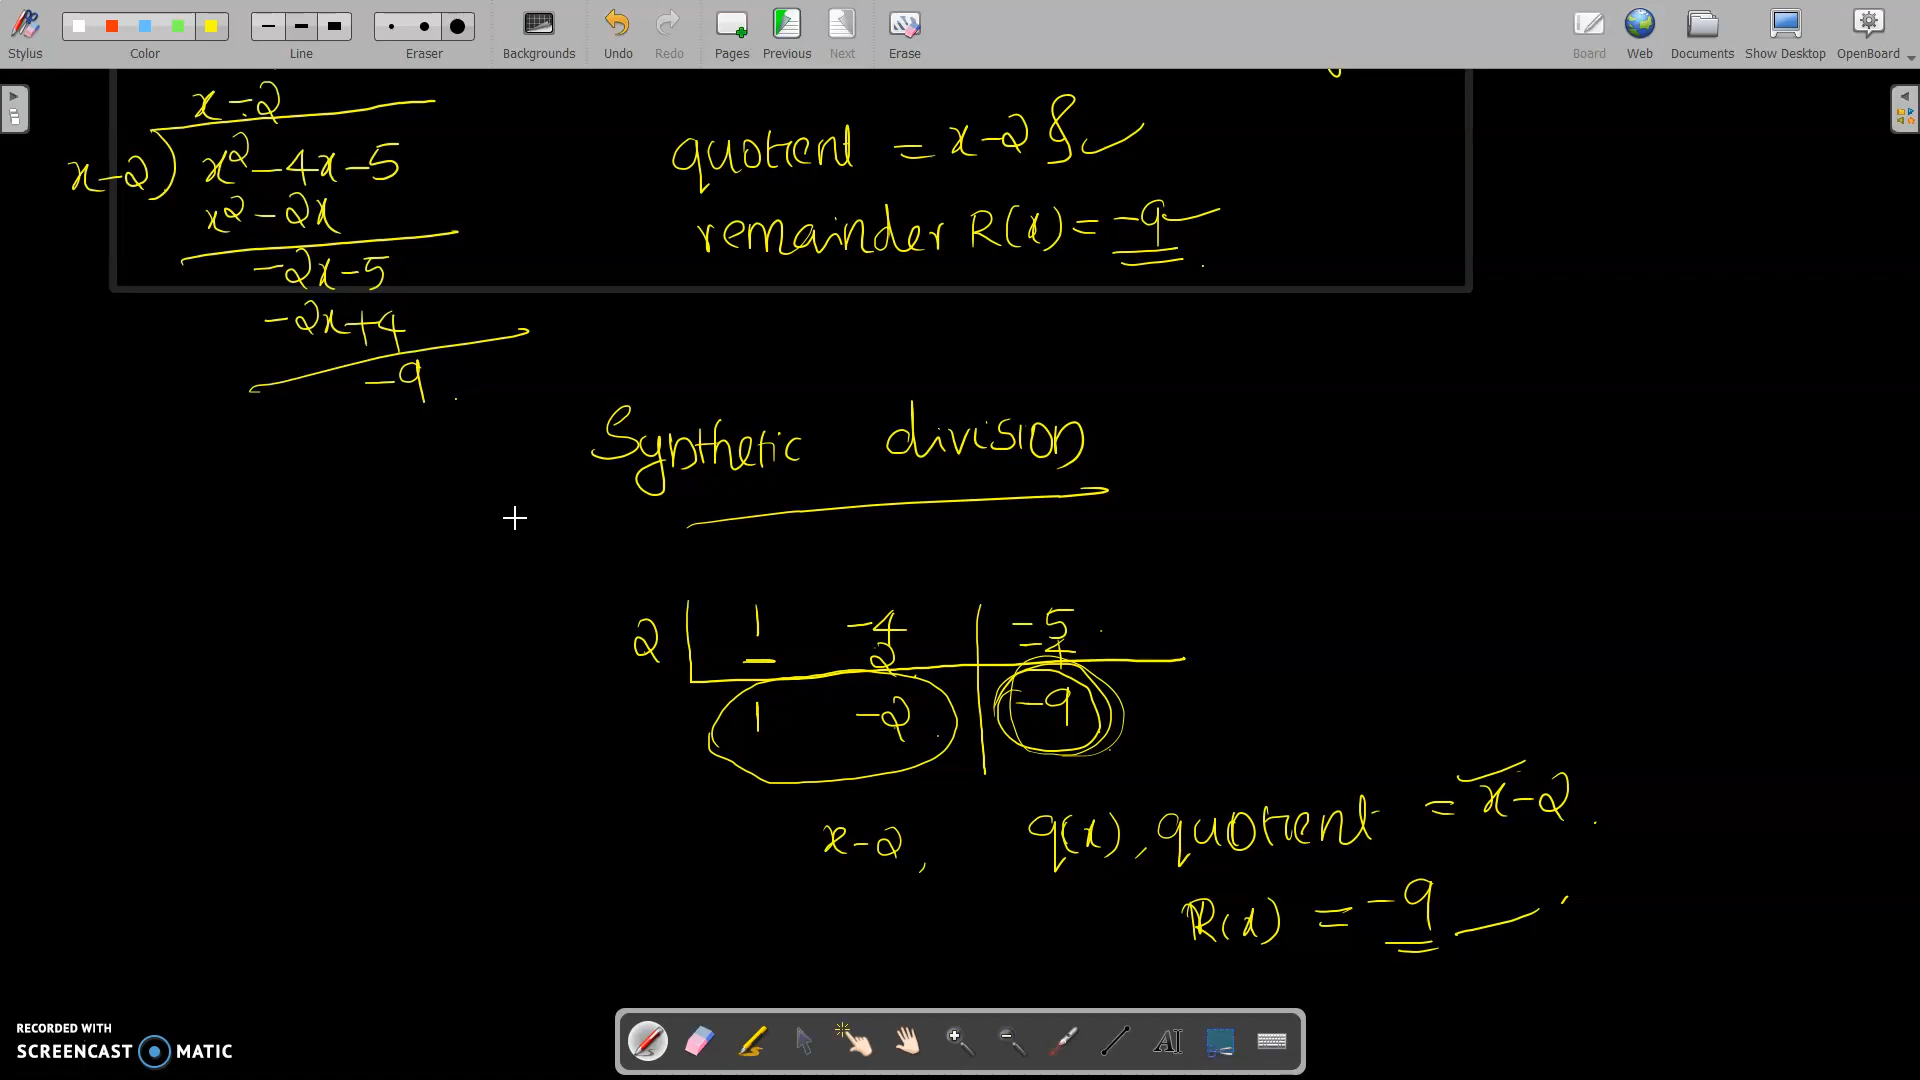 Stylus Color Line Eraser Backgrounds Undo Redo Pages Previous Next Erase Board Web Documents Show Desktop OpenBoard
x-2
x-2) x²-4x-5
x²-2x
-2x-5
-2x+4
-9
quotient = x-2
remainder R(x) = -9
Synthetic division
2 1 -4 -5
2 -4
1 -2 -9
x-2, q(x), quotient = x-2.
R(x) = -9
RECORDED WITH
SCREENCAST MATIC
AI